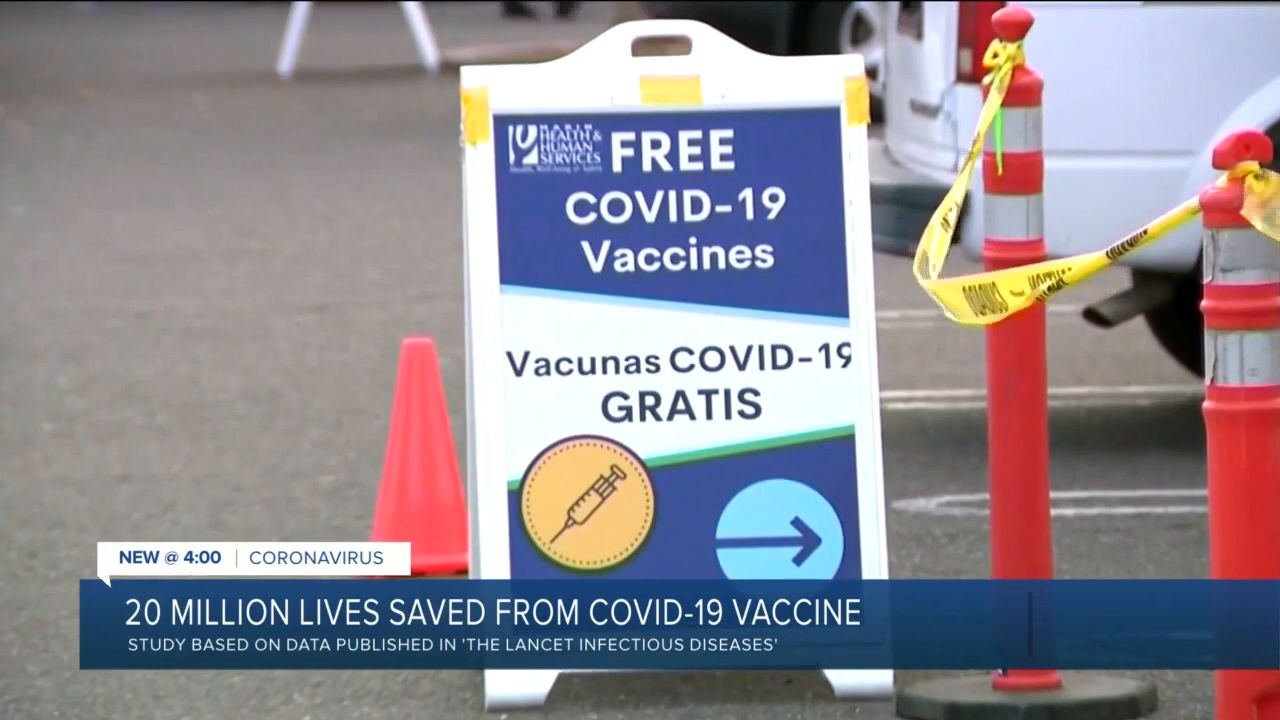 MARIN
HEALTH &
HUMAN
SERVICES
FREE
COVID-19
Vaccines
Vacunas COVID-19
GRATIS
NEW @ 4:00 | CORONAVIRUS
20 MILLION LIVES SAVED FROM COVID-19 VACCINE
STUDY BASED ON DATA PUBLISHED IN 'THE LANCET INFECTIOUS DISEASES'